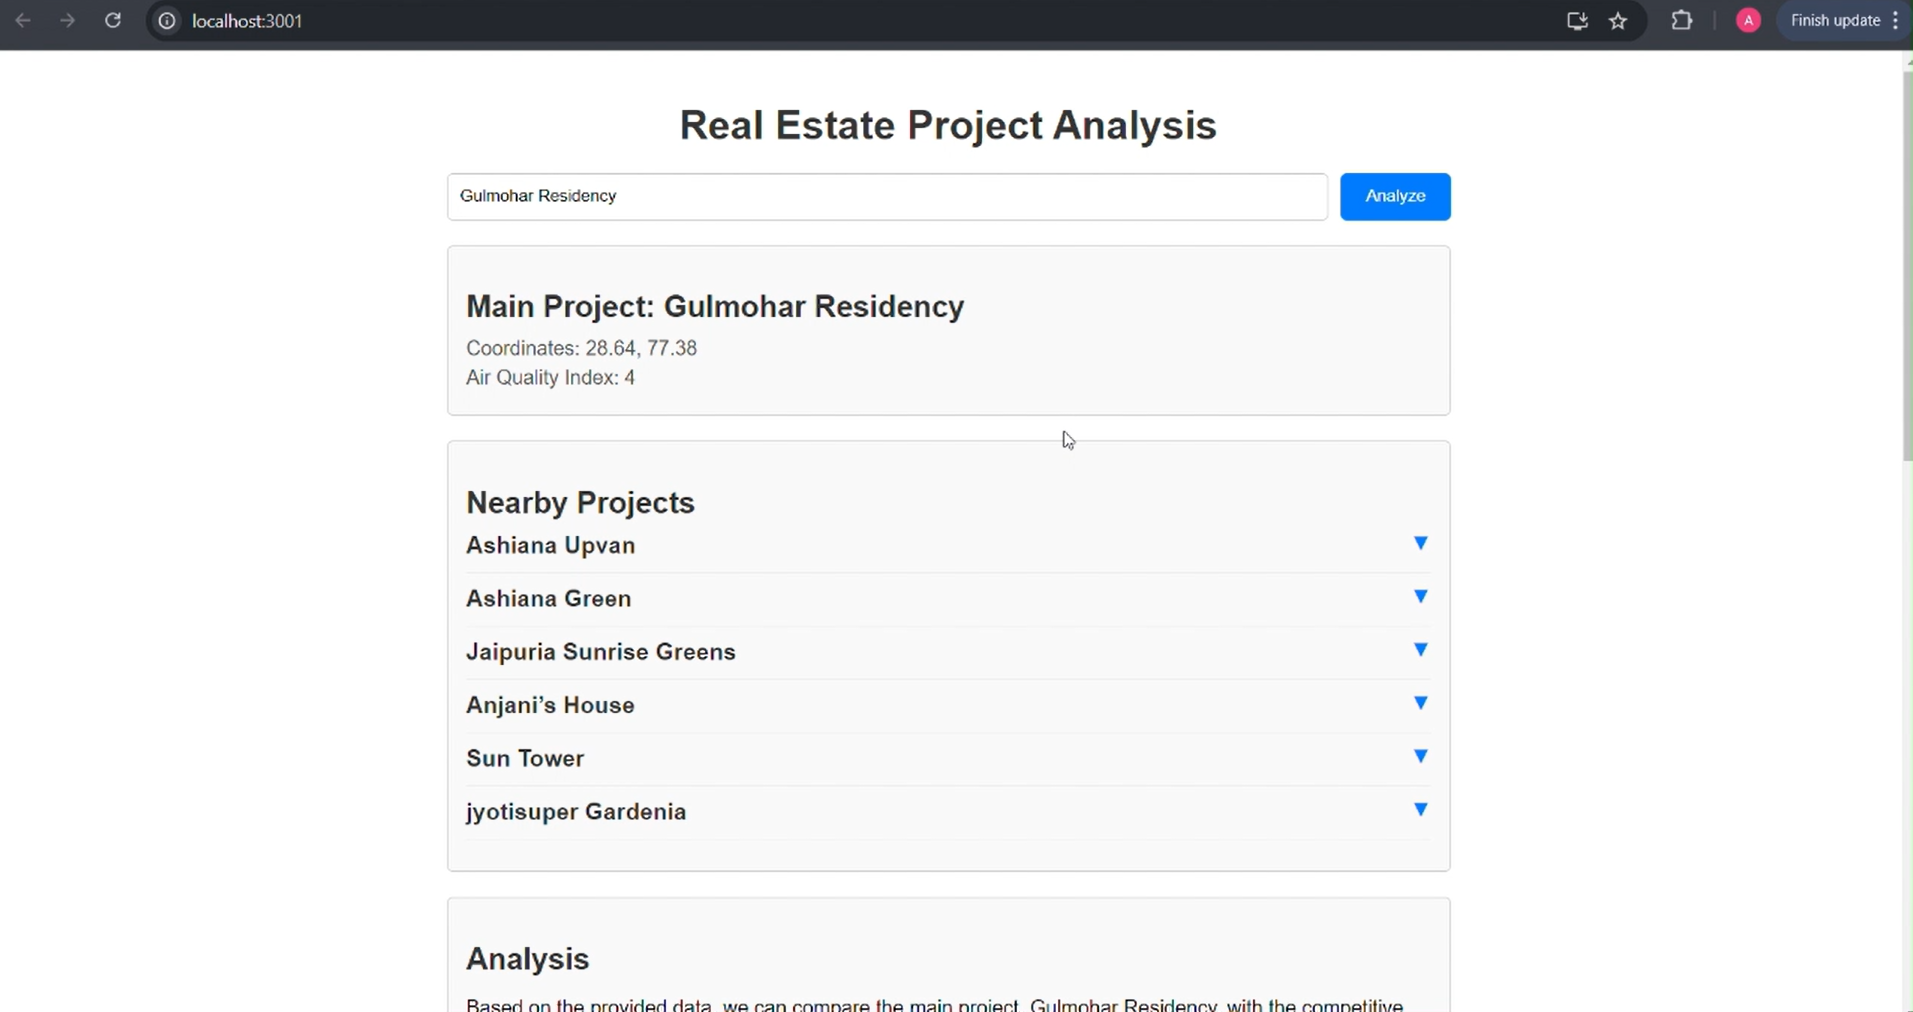 localhost:3001
A
Finish update
Real Estate Project Analysis
Gulmohar Residency
Analyze
Main Project: Gulmohar Residency
Coordinates: 28.64, 77.38
Air Quality Index: 4
Nearby Projects
Ashiana Upvan
Ashiana Green
Jaipuria Sunrise Greens
Anjani’s House
Sun Tower
jyotisuper Gardenia
Analysis
Based on the provided data, we can compare the main project, Gulmohar Residency, with the competitive